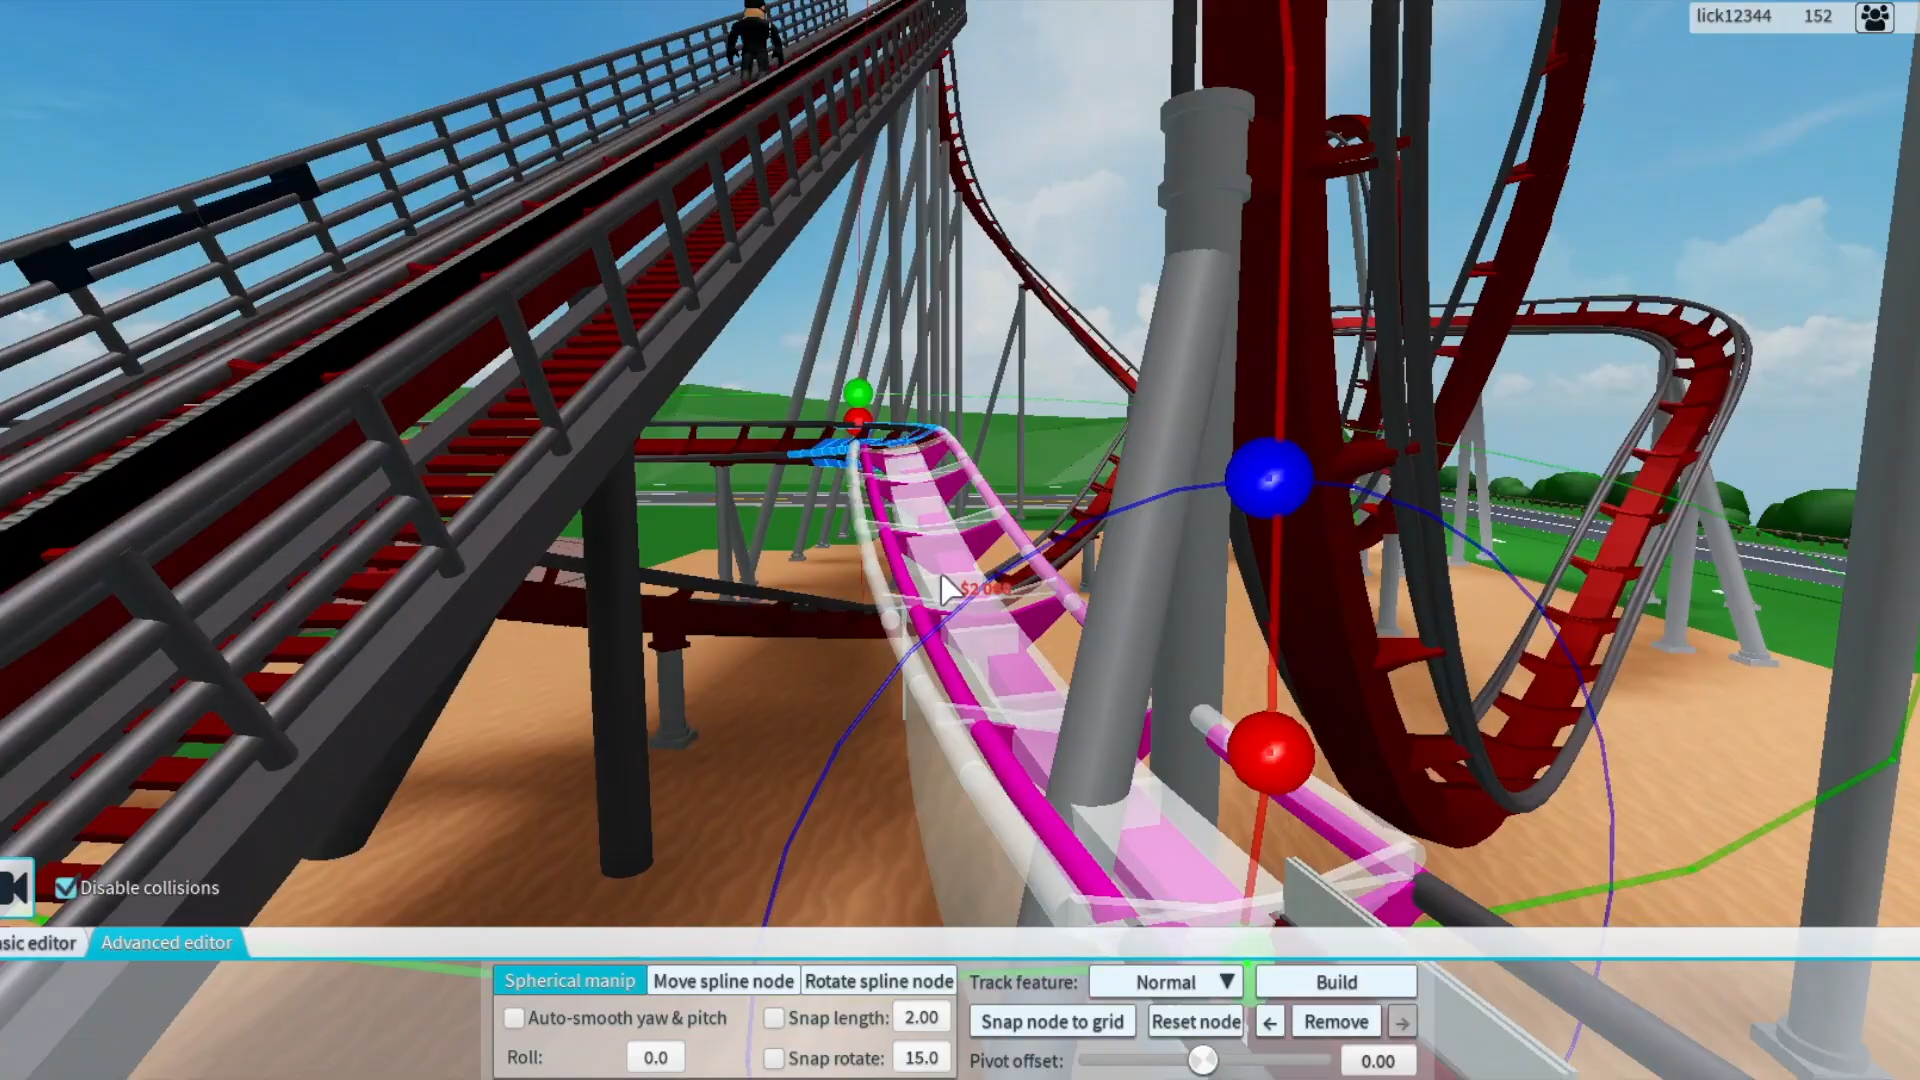 lick12344 152
Disable collisions
asic editor Advanced editor
Spherical manip Move spline node Rotate spline node Track feature: Normal ▼ Build
Auto-smooth yaw & pitch Snap length: 2.00 Snap node to grid Reset node ← Remove →
Roll: 0.0 Snap rotate: 15.0 Pivot offset: 0.00